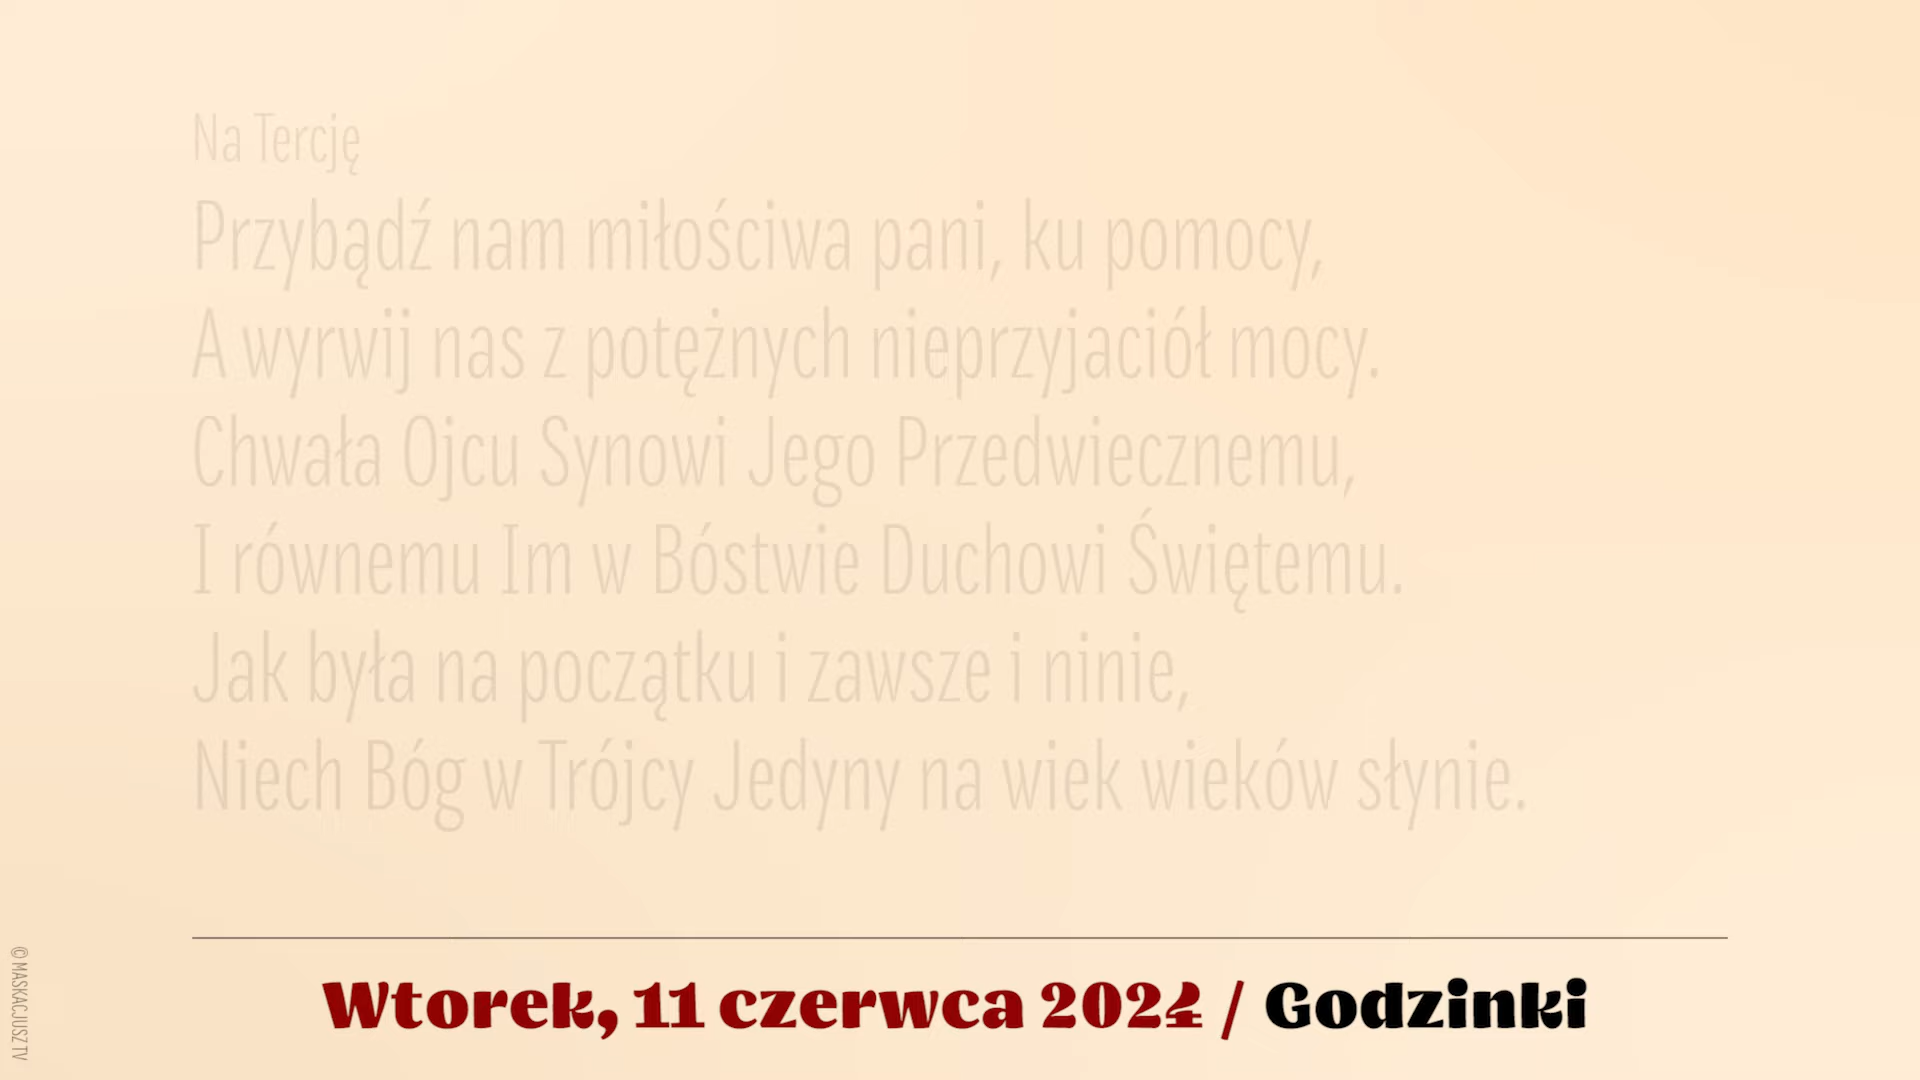 Na Tercję
Przybądź nam miłościwa pani, ku pomocy,
A wyrwij nas z potężnych nieprzyjaciół mocy.
Chwała Ojcu Synowi Jego Przedwiecznemu,
I równemu Im w Bóstwie Duchowi Świętemu.
Jak była na początku i zawsze i ninie,
Niech Bóg w Trójcy Jedyny na wiek wieków słynie.
© MASKACJUSZ TV
Wtorek, 11 czerwca 2024 / Godzinki